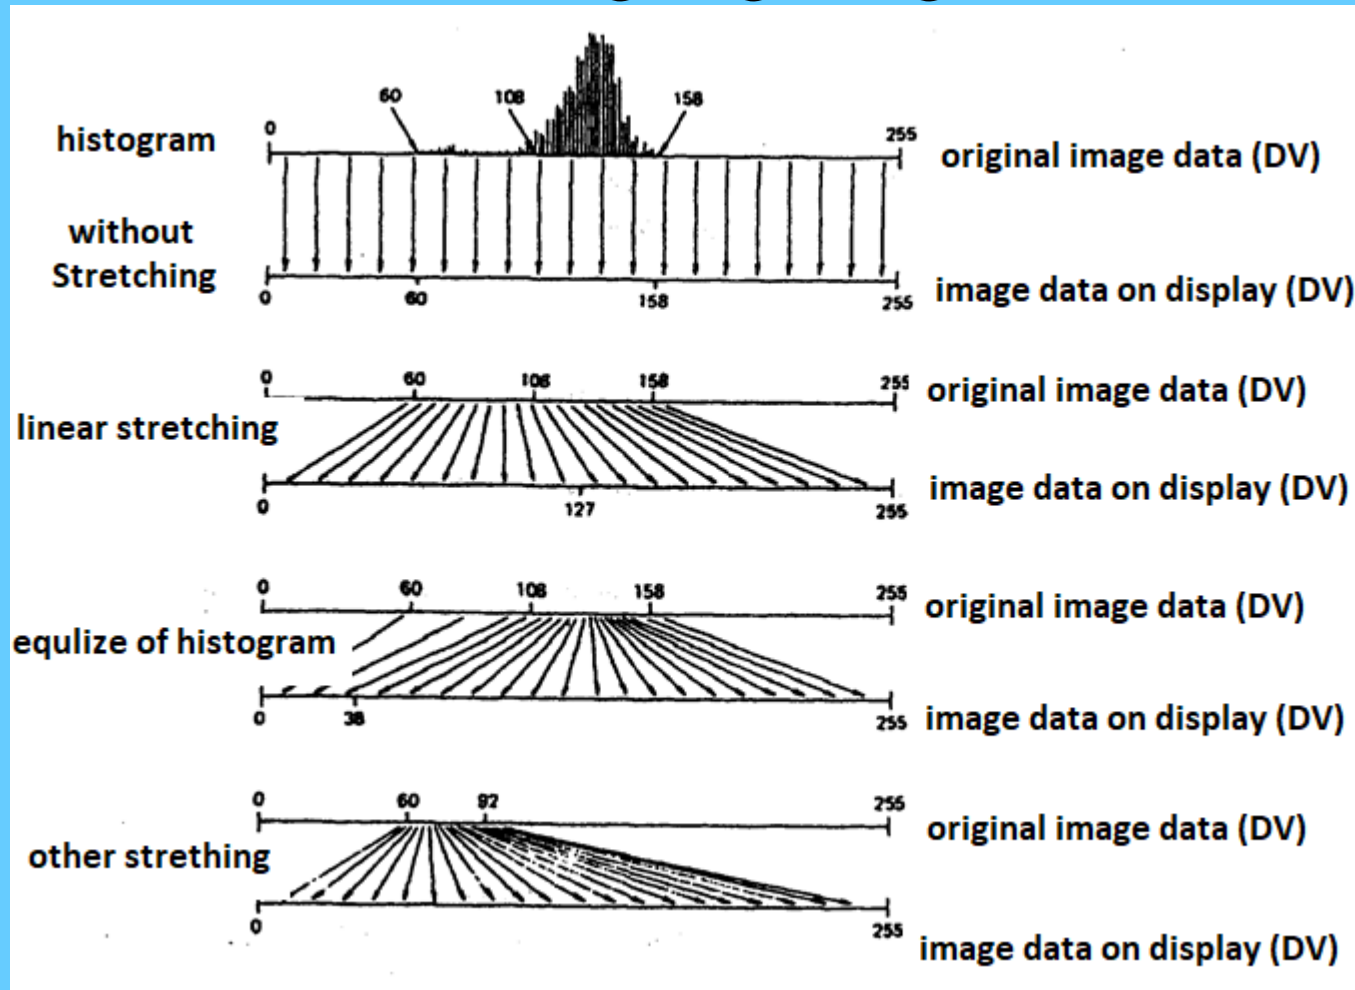 60 108 158
histogram 0 255 original image data (DV)
without
Stretching
0 60 158 255 image data on display (DV)
0 60 108 158 255 original image data (DV)
linear stretching
0 127 255 image data on display (DV)
0 60 108 158 255 original image data (DV)
equlize of histogram
0 38 255 image data on display (DV)
0 60 92 255 original image data (DV)
other strething
0 255 image data on display (DV)